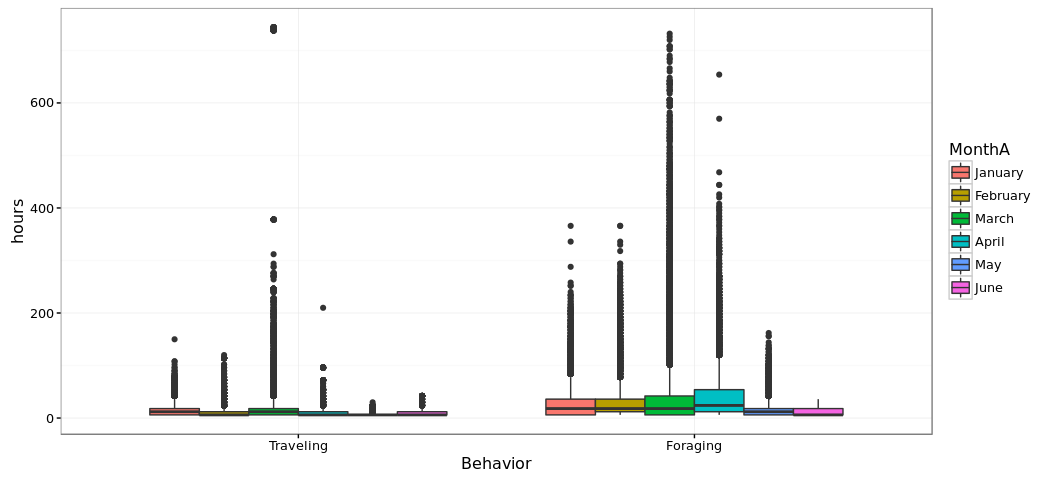 hours
600
400
200
0
Traveling
Foraging
Behavior
MonthA
January
February
March
April
May
June